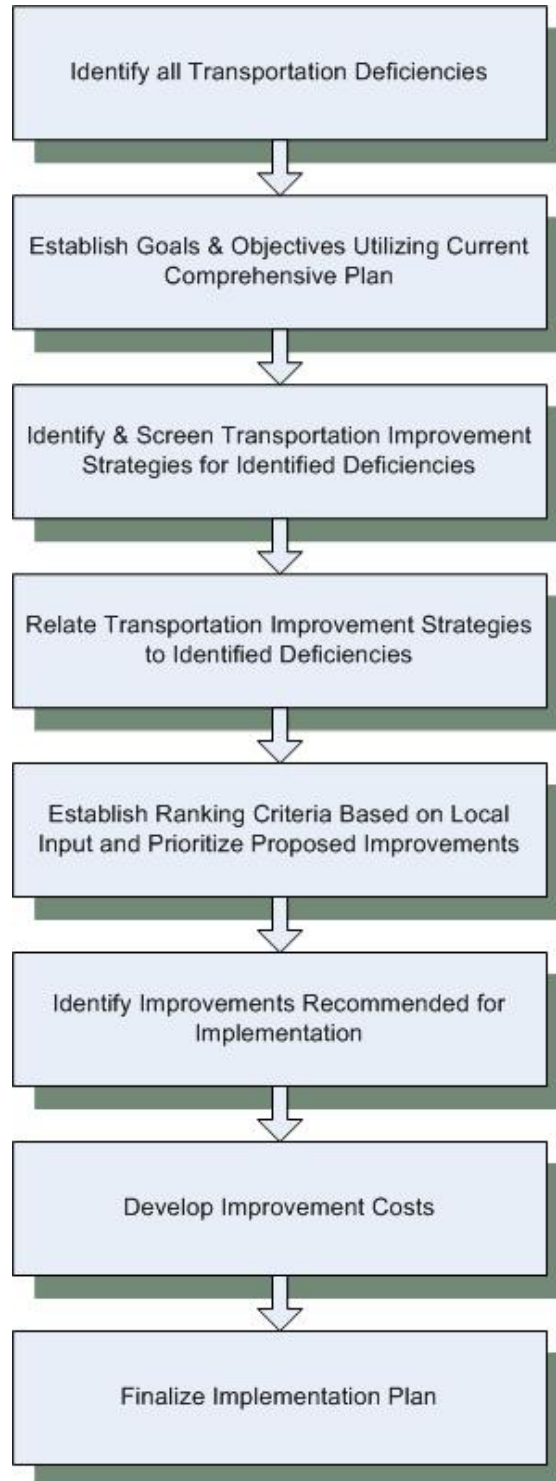 Identify all Transportation Deficiencies
Establish Goals & Objectives Utilizing Current
Comprehensive Plan
Identify & Screen Transportation Improvement
Strategies for Identified Deficiencies
Relate Transportation Improvement Strategies
to Identified Deficiencies
Establish Ranking Criteria Based on Local
Input and Prioritize Proposed Improvements
Identify Improvements Recommended for
Implementation
Develop Improvement Costs
Finalize Implementation Plan